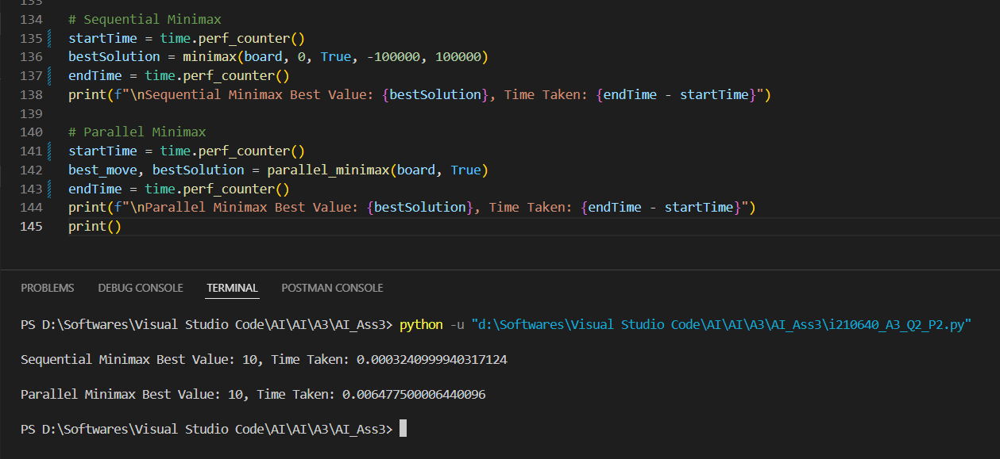 133
134 # Sequential Minimax
135 startTime = time.perf_counter()
136 bestSolution = minimax(board, 0, True, -100000, 100000)
137 endTime = time.perf_counter()
138 print(f"\nSequential Minimax Best Value: {bestSolution}, Time Taken: {endTime - startTime}")
139
140 # Parallel Minimax
141 startTime = time.perf_counter()
142 best_move, bestSolution = parallel_minimax(board, True)
143 endTime = time.perf_counter()
144 print(f"\nParallel Minimax Best Value: {bestSolution}, Time Taken: {endTime - startTime}")
145 print()
PROBLEMS DEBUG CONSOLE TERMINAL POSTMAN CONSOLE
PS D:\Softwares\Visual Studio Code\AI\AI\A3\AI_Ass3> python -u "d:\Softwares\Visual Studio Code\AI\AI\A3\AI_Ass3\i210640_A3_Q2_P2.py"
Sequential Minimax Best Value: 10, Time Taken: 0.0003240999940317124
Parallel Minimax Best Value: 10, Time Taken: 0.006477500006440096
PS D:\Softwares\Visual Studio Code\AI\AI\A3\AI_Ass3>